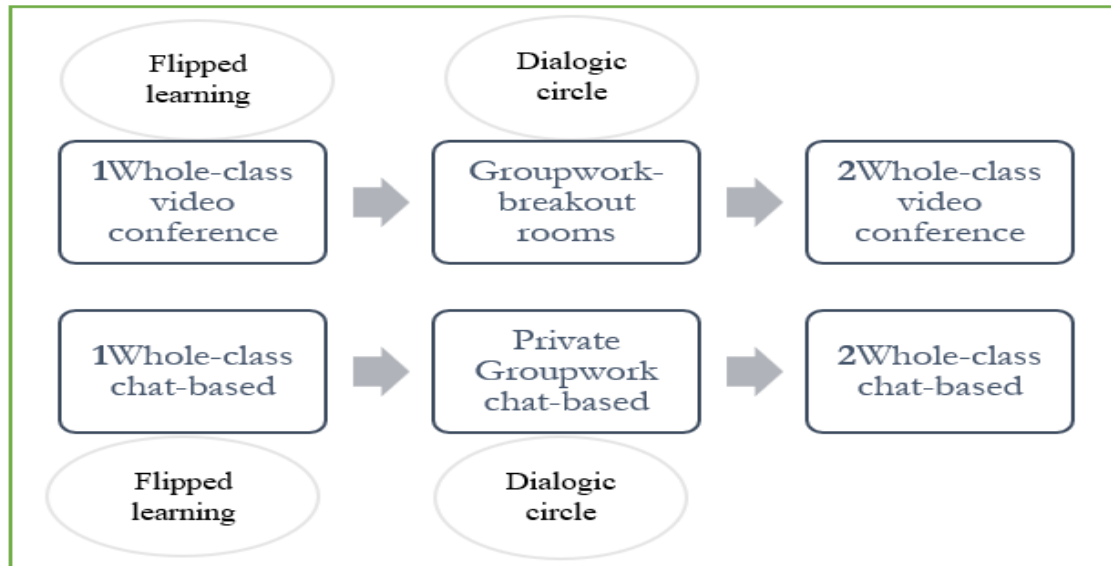 Flipped
learning
Dialogic
circle
1Whole-class
video
conference
Groupwork-
breakout
rooms
2Whole-class
video
conference
1Whole-class
chat-based
Private
Groupwork
chat-based
2Whole-class
chat-based
Flipped
learning
Dialogic
circle